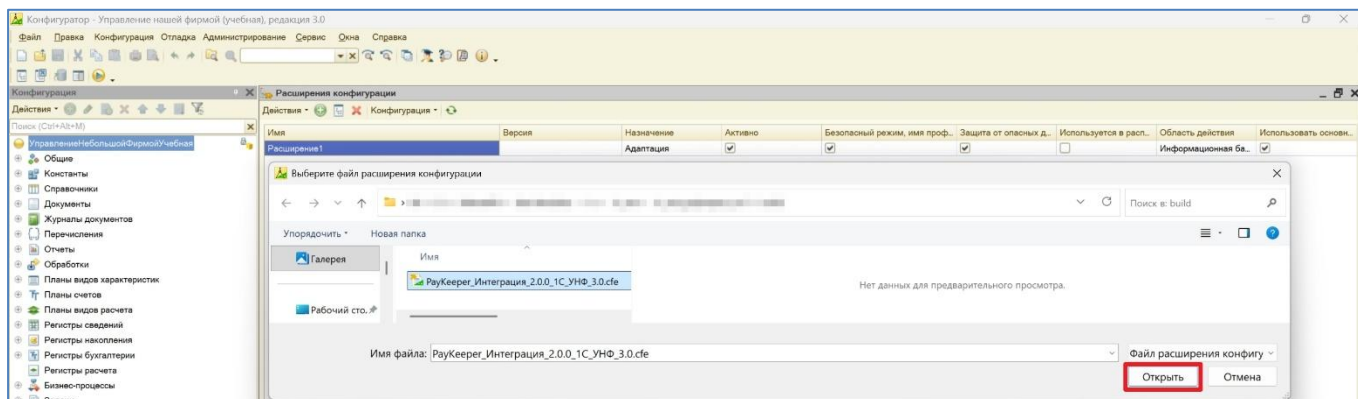 Конфигуратор - Управление нашей фирмой (учебная), редакция 3.0
Файл Правка Конфигурация Отладка Администрирование Сервис Окна Справка
Конфигурация
Действия
Поиск (Ctrl+Alt+M)
УправлениеНебольшойФирмойУчебная
Общие
Константы
Справочники
Документы
Журналы документов
Перечисления
Отчеты
Обработки
Планы видов характеристик
Планы счетов
Планы видов расчета
Регистры сведений
Регистры накопления
Регистры бухгалтерии
Регистры расчета
Бизнес-процессы
Расширения конфигурации
Действия Конфигурация
Имя Версия Назначение Активно Безопасный режим, имя проф... Защита от опасных д... Используется в расп... Область действия Использовать основн...
Расширение1 Адаптация Информационная ба...
Выберите файл расширения конфигурации
Поиск в: build
Упорядочить Новая папка
Галерея
Рабочий сто.
Имя
PayKeeper_Интеграция_2.0.0_1С_УНФ_3.0.cfe
Нет данных для предварительного просмотра.
Имя файла: PayKeeper_Интеграция_2.0.0_1С_УНФ_3.0.cfe Файл расширения конфигу
Открыть Отмена